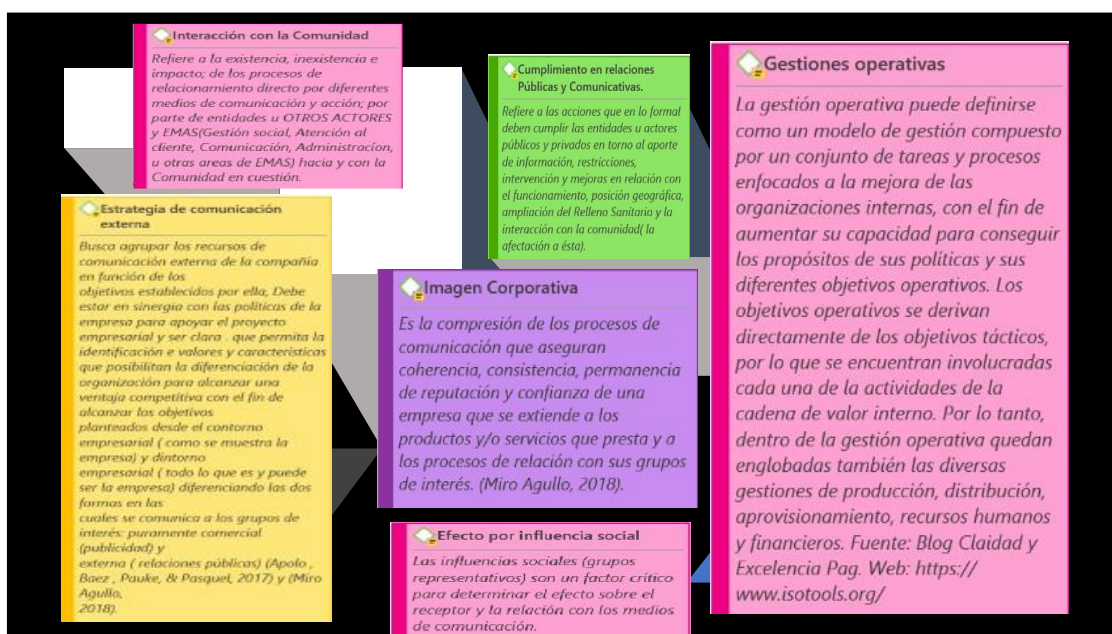 Interacción con la Comunidad
Refiere a la existencia, inexistencia e
impacto; de los procesos de
relacionamiento directo por diferentes
medios de comunicación y acción; por
parte de entidades u OTROS ACTORES
y EMAS(Gestión social, Atención al
cliente, Comunicación, Administracíon,
u otras areas de EMAS) hacia y con la
Comunidad en cuestión.
Estrategia de comunicación
externa
Busca agrupar los recursos de
comunicación externa de la compañia
en función de los
objetivos establecidos por ella, Debe
estar en sinergia con las políticas de la
empresa para apoyar el proyecto
empresarial y ser clara . que permita la
identificación e valores y características
que posibilitan la diferenciación de la
organización para alcanzar una
ventaja competitiva con el fin de
alcanzar los objetivos
planteados desde el contorno
empresarial ( como se muestra la
empresa) y dintorno
empresarial ( todo lo que es y puede
ser la empresa) diferenciando las dos
formas en las
cuales se comunica a los grupos de
interés: puramente comercial
(publicidad) y
externa ( relaciones públicas) (Apolo ,
Baez , Pauke, & Pasquel, 2017) y (Miro
Agullo,
2018).
Cumplimiento en relaciones
Públicas y Comunicativas.
Refiere a las acciones que en lo formal
deben cumplir las entidades u actores
públicos y privados en torno al aporte
de información, restricciones,
intervención y mejoras en relación con
el funcionamiento, posición geográfica,
ampliación del Relleno Sanitario y la
interacción con la comunidad( la
afectación a ésta).
Imagen Corporativa
Es la compresión de los procesos de
comunicación que aseguran
coherencia, consistencia, permanencia
de reputación y confianza de una
empresa que se extiende a los
productos y/o servicios que presta y a
los procesos de relación con sus grupos
de interés. (Miro Agullo, 2018).
Efecto por influencia social
Las influencias sociales (grupos
representativos) son un factor crítico
para determinar el efecto sobre el
receptor y la relación con los medios
de comunicación.
Gestiones operativas
La gestión operativa puede definirse
como un modelo de gestión compuesto
por un conjunto de tareas y procesos
enfocados a la mejora de las
organizaciones internas, con el fin de
aumentar su capacidad para conseguir
los propósitos de sus políticas y sus
diferentes objetivos operativos. Los
objetivos operativos se derivan
directamente de los objetivos tácticos,
por lo que se encuentran involucradas
cada una de la actividades de la
cadena de valor interno. Por lo tanto,
dentro de la gestión operativa quedan
englobadas también las diversas
gestiones de producción, distribución,
aprovisionamiento, recursos humanos
y financieros. Fuente: Blog Claidad y
Excelencia Pag. Web: https://
www.isotools.org/